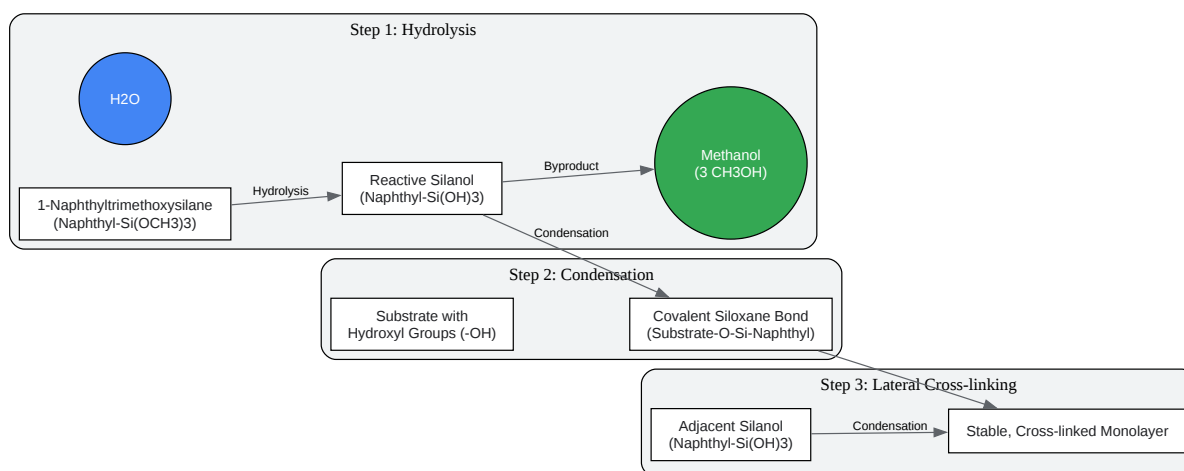 Step 1: Hydrolysis
H2O
Methanol
(3 CH3OH)
Byproduct
Reactive Silanol
(Naphthyl-Si(OH)3)
Hydrolysis
1-Naphthyltrimethoxysilane
(Naphthyl-Si(OCH3)3)
Condensation
Step 2: Condensation
Substrate with
Hydroxyl Groups (-OH)
Covalent Siloxane Bond
(Substrate-O-Si-Naphthyl)
Step 3: Lateral Cross-linking
Adjacent Silanol
(Naphthyl-Si(OH)3)
Condensation
Stable, Cross-linked Monolayer